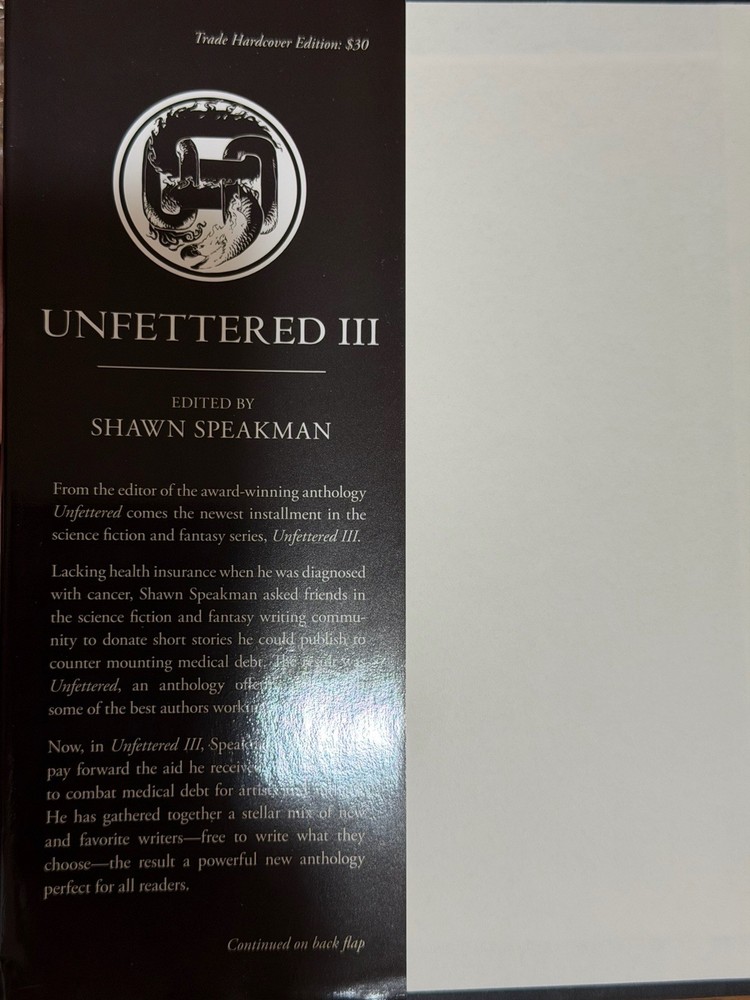 Trade Hardcover Edition: $30
UNFETTERED III
EDITED BY
SHAWN SPEAKMAN
From the editor of the award-winning anthology
Unfettered comes the newest installment in the
science fiction and fantasy series, Unfettered III.
Lacking health insurance when he was diagnosed
with cancer, Shawn Speakman asked friends in
the science fiction and fantasy writing commu-
nity to donate short stories he could publish to
counter mounting medical debt. The result was
Unfettered, an anthology
some of the best authors
Now, in Unfettered III,
pay forward the aid he
to combat medical debt for
He has gathered together a stellar mix of new
and favorite writers—free to write what they
choose—the result a powerful new anthology
perfect for all readers.
Continued on back flap